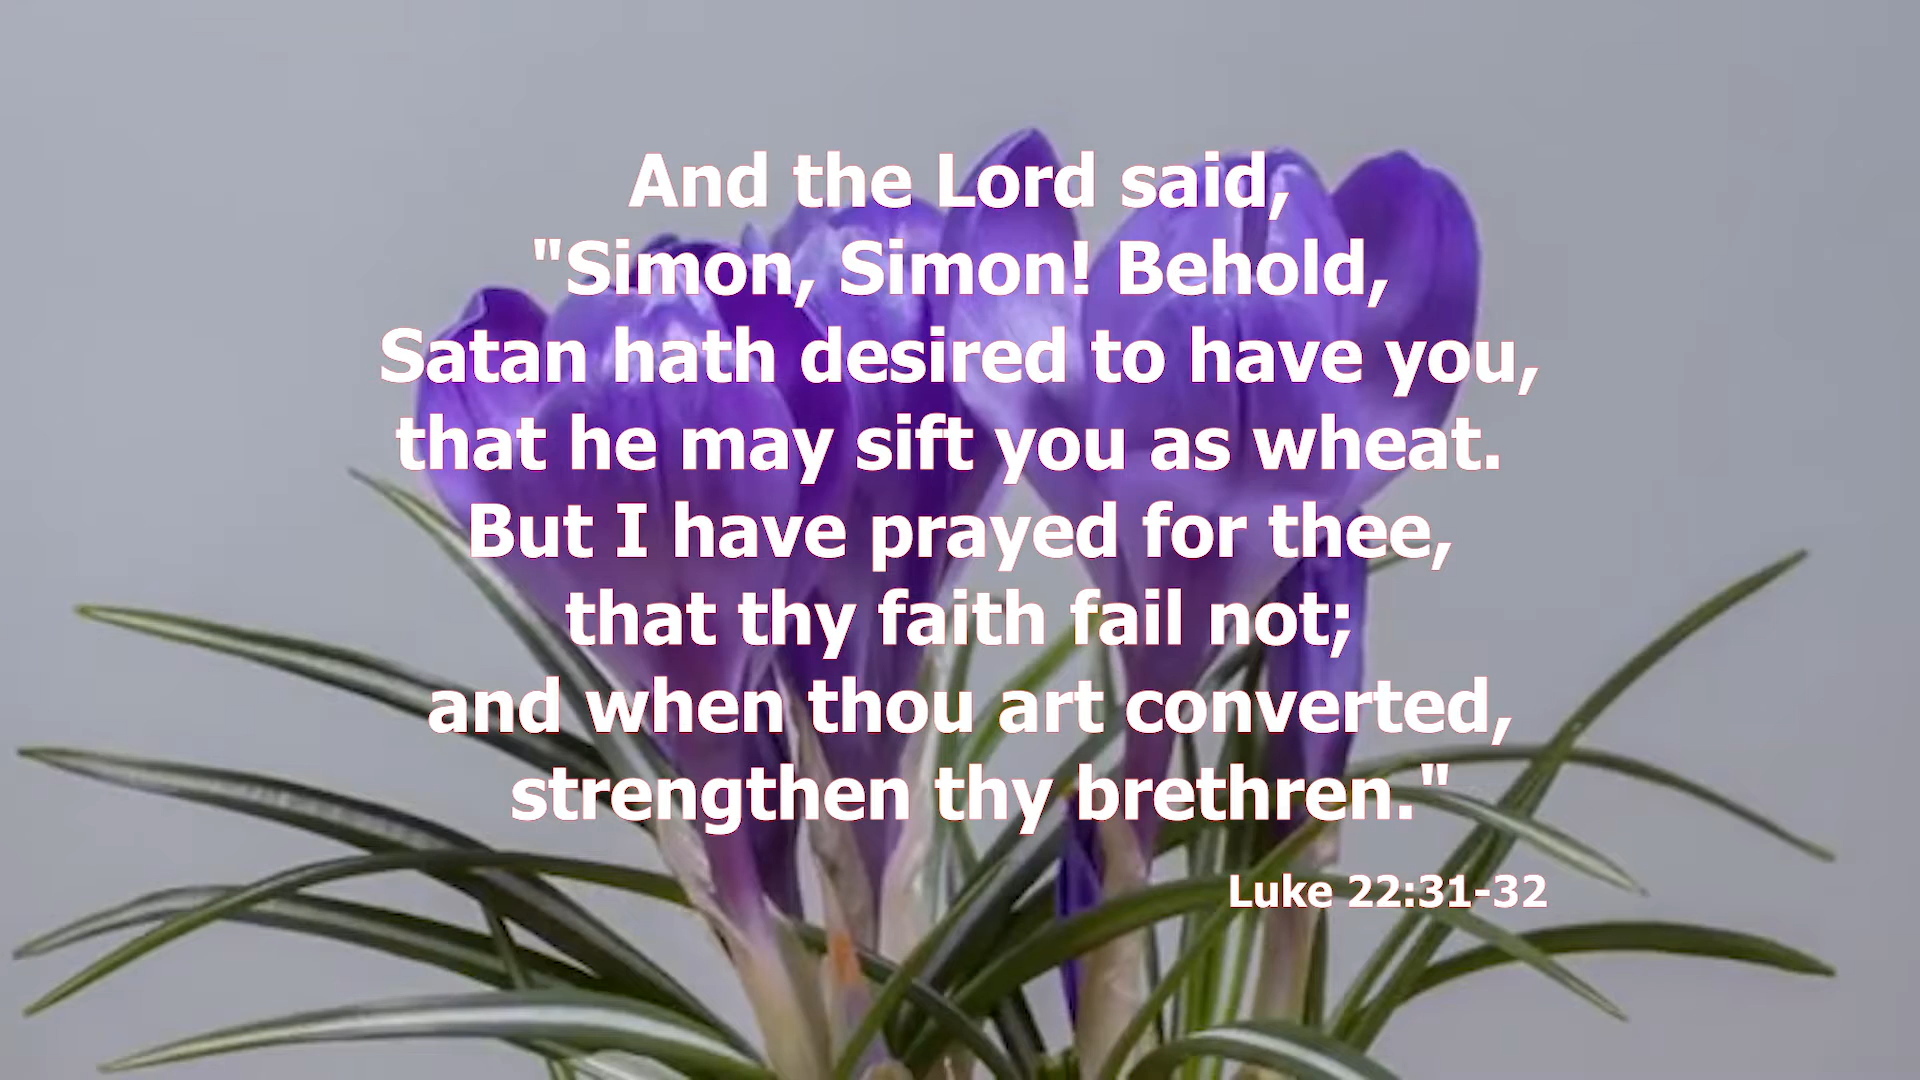 And the Lord said,
"Simon, Simon! Behold,
Satan hath desired to have you,
that he may sift you as wheat.
But I have prayed for thee,
that thy faith fail not;
and when thou art converted,
strengthen thy brethren."
Luke 22:31-32